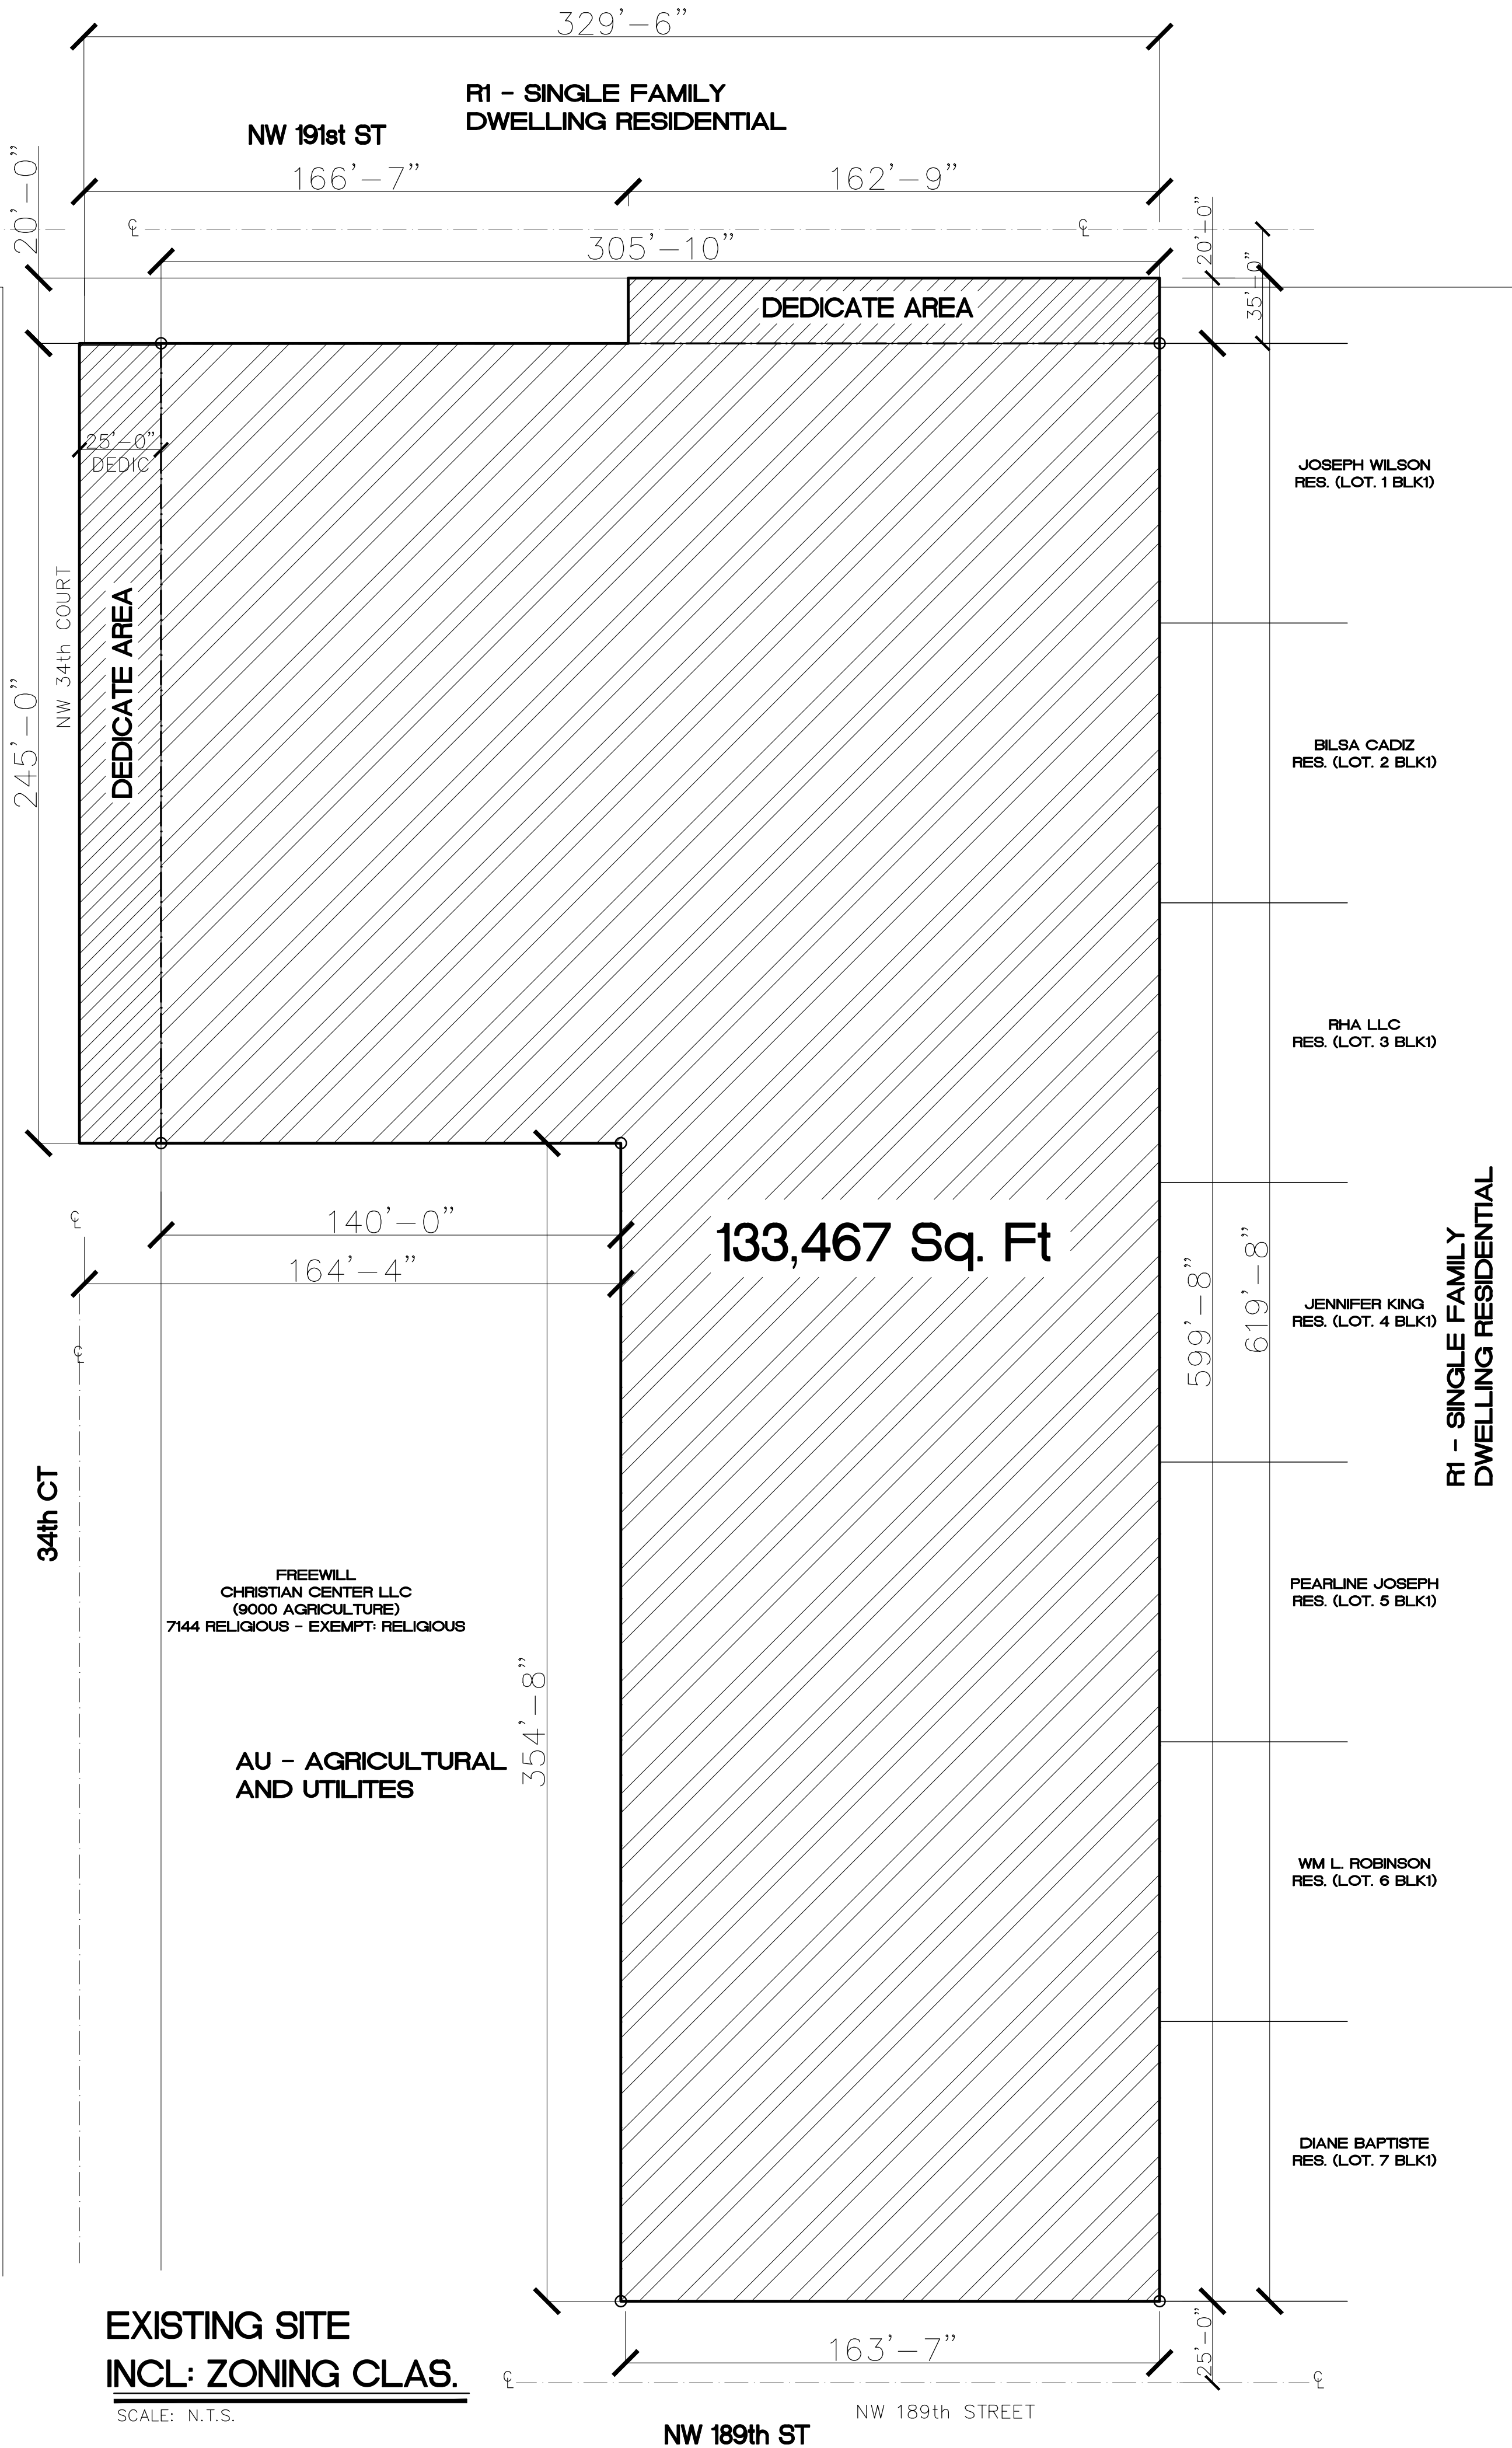 329'-6"
R1 - SINGLE FAMILY
DWELLING RESIDENTIAL
NW 191st ST
166'-7"
162'-9"
20'-0"
20'-0"
℄
℄
305'-10"
35'-0"
DEDICATE AREA
25'-0"
DEDIC
JOSEPH WILSON
RES. (LOT. 1 BLK1)
NW 34th COURT
DEDICATE AREA
245'-0"
BILSA CADIZ
RES. (LOT. 2 BLK1)
RHA LLC
RES. (LOT. 3 BLK1)
℄
140'-0"
133,467 Sq. Ft
164'-4"
599'-8"
619'-8"
JENNIFER KING
RES. (LOT. 4 BLK1)
R1 - SINGLE FAMILY
DWELLING RESIDENTIAL
℄
34th CT
FREEWILL
CHRISTIAN CENTER LLC
(9000 AGRICULTURE)
7144 RELIGIOUS - EXEMPT: RELIGIOUS
PEARLINE JOSEPH
RES. (LOT. 5 BLK1)
354'-8"
AU - AGRICULTURAL
AND UTILITES
WM L. ROBINSON
RES. (LOT. 6 BLK1)
DIANE BAPTISTE
RES. (LOT. 7 BLK1)
EXISTING SITE
INCL: ZONING CLAS.
SCALE: N.T.S.
163'-7"
25'-0"
℄
℄
NW 189th STREET
NW 189th ST